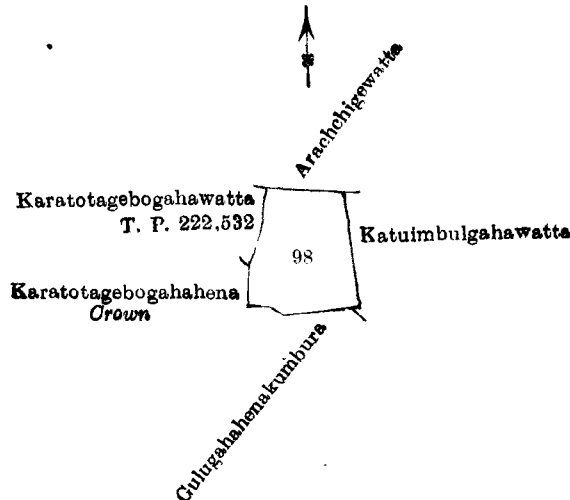 Arachchigewatta
Karatotagebogahawatta
T. P. 222,532
98
Katuimbulgahawatta
Karatotagebogahahena
Crown
Gulugahahenakumbura